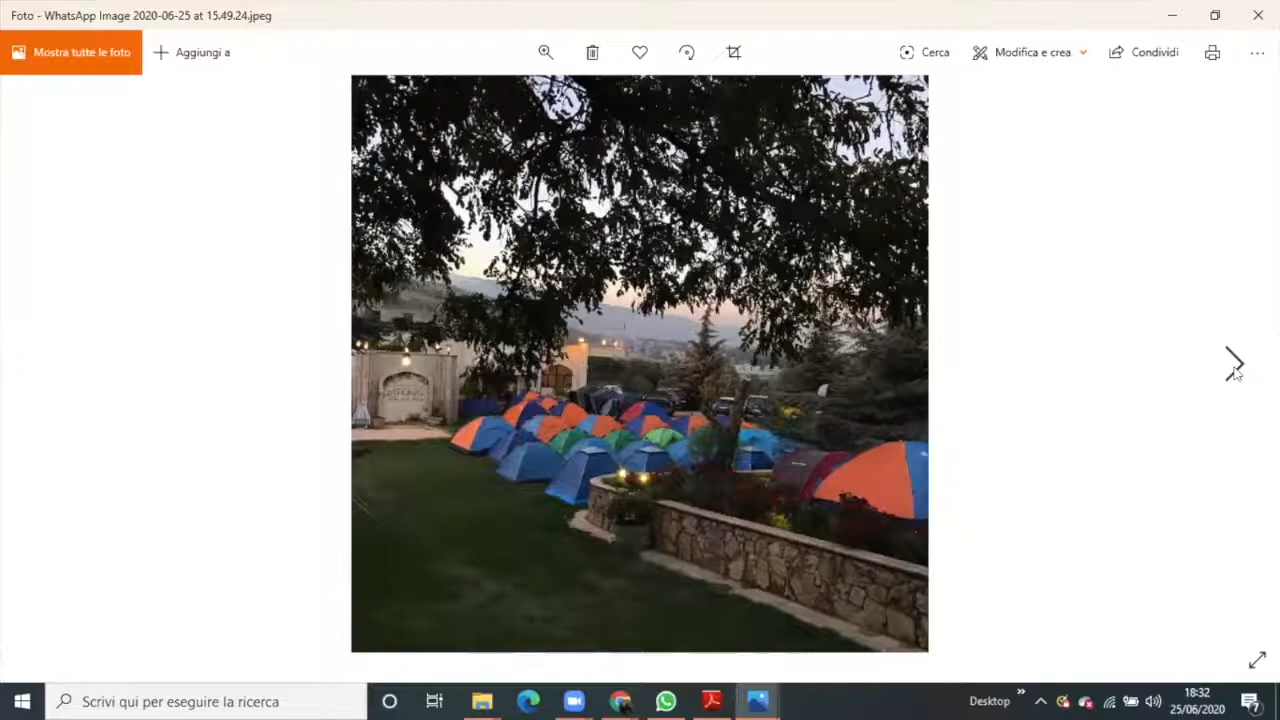 Foto - WhatsApp Image 2020-06-25 at 15.49.24.jpeg
Mostra tutte le foto
Aggiungi a
Cerca
Modifica e crea
Condividi
Scrivi qui per eseguire la ricerca
Desktop
18:32
25/06/2020
7